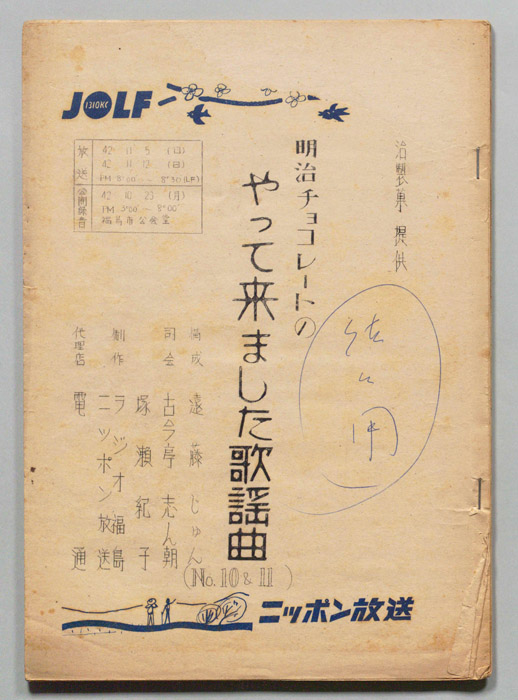 JOLF
1310KC
治製菓 提供
明治チョコレートの
やって来ました歌謡曲
(No.10 & 11)
放送
42 11 5 (日)
42 11 12 (日)
PM 8:00 ~ 8:30 (LF)
公開録音
42 10 23 (月)
PM 3:00 ~ 8:00
福島市公会堂
構成 遠藤じゅん
司会 古今亭志ん朝
塚瀬紀子
制作 ラジオ福島
ニッポン放送
代理店 電通
ニッポン放送